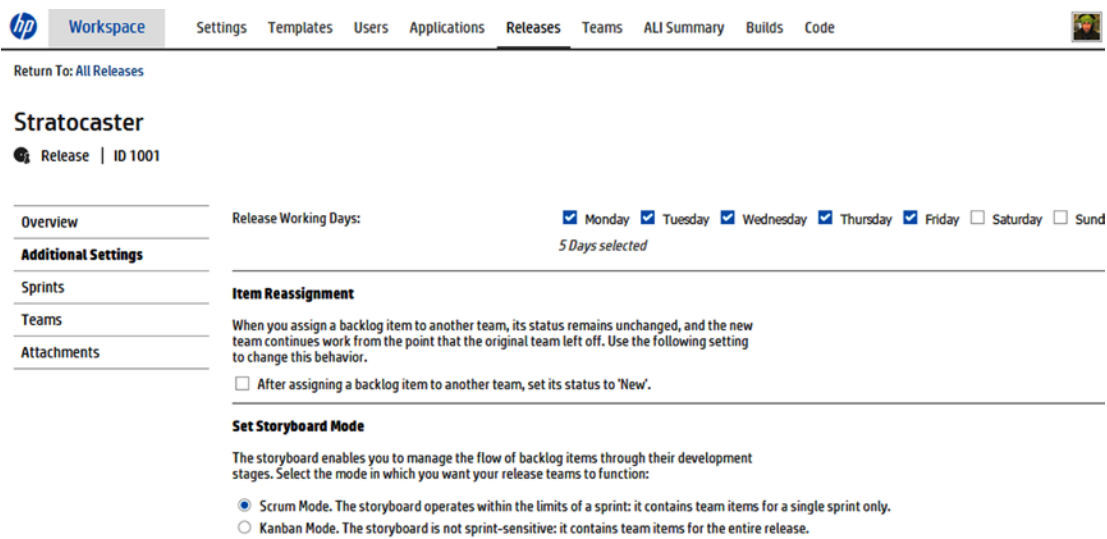 hp Workspace Settings Templates Users Applications Releases Teams ALI Summary Builds Code
Return To: All Releases
Stratocaster
Release | ID 1001
Overview
Additional Settings
Sprints
Teams
Attachments
Release Working Days: Monday Tuesday Wednesday Thursday Friday Saturday Sund
5 Days selected
Item Reassignment
When you assign a backlog item to another team, its status remains unchanged, and the new
team continues work from the point that the original team left off. Use the following setting
to change this behavior.
After assigning a backlog item to another team, set its status to 'New'.
Set Storyboard Mode
The storyboard enables you to manage the flow of backlog items through their development
stages. Select the mode in which you want your release teams to function:
Scrum Mode. The storyboard operates within the limits of a sprint: it contains team items for a single sprint only.
Kanban Mode. The storyboard is not sprint-sensitive: it contains team items for the entire release.